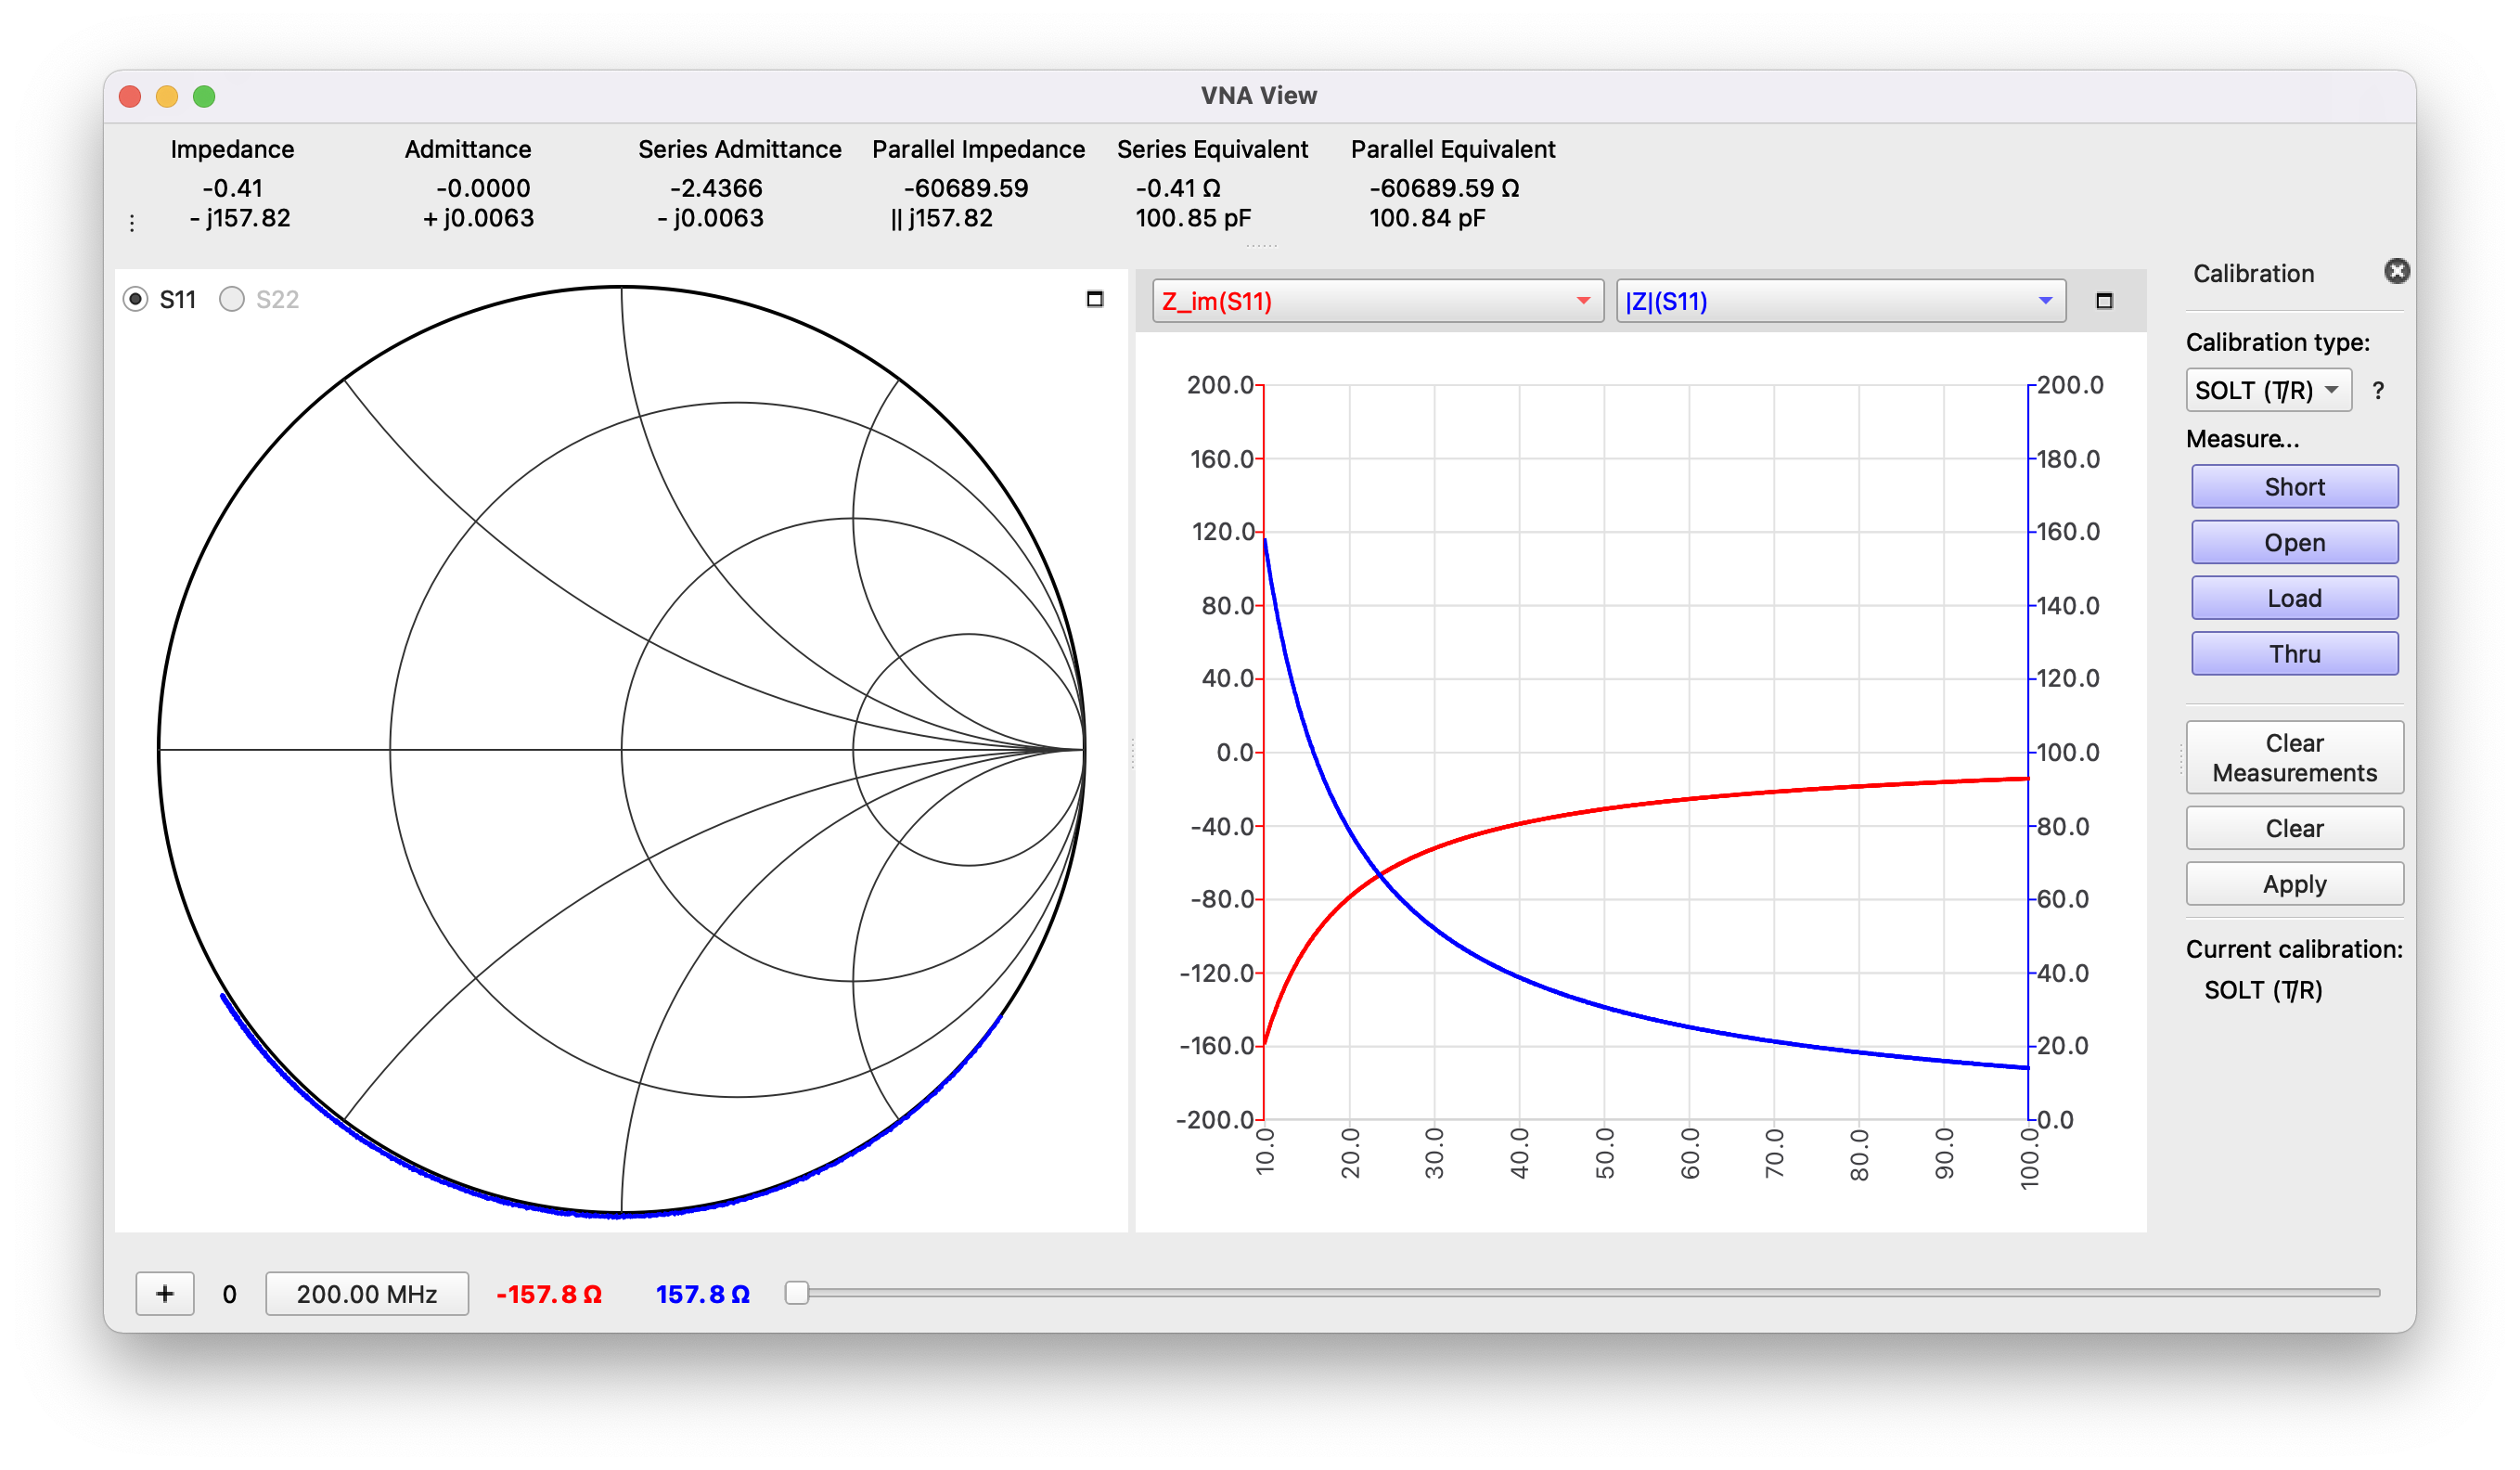 VNA View
Impedance Admittance Series Admittance Parallel Impedance Series Equivalent Parallel Equivalent
-0.41 -0.0000 -2.4366 -60689.59 -0.41 Ω -60689.59 Ω
- j157.82 + j0.0063 - j0.0063 || j157.82 100.85 pF 100.84 pF
S11 S22
Z_im(S11) |Z|(S11)
200.0 200.0
160.0 180.0
120.0 160.0
80.0 140.0
40.0 120.0
0.0 100.0
-40.0 80.0
-80.0 60.0
-120.0 40.0
-160.0 20.0
-200.0 0.0
10.0 20.0 30.0 40.0 50.0 60.0 70.0 80.0 90.0 100.0
Calibration
Calibration type:
SOLT (T/R) ?
Measure...
Short
Open
Load
Thru
Clear
Measurements
Clear
Apply
Current calibration:
SOLT (T/R)
+ 0 200.00 MHz -157.8 Ω 157.8 Ω